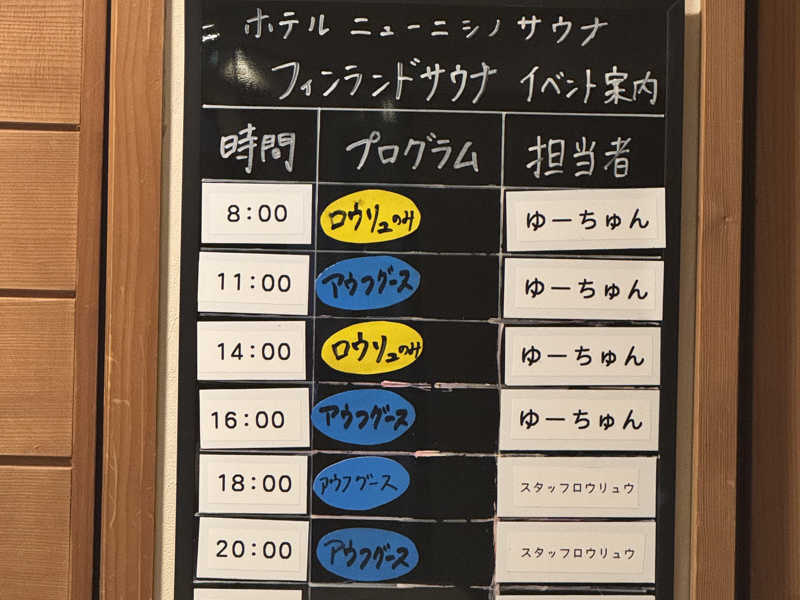 ホテル ニューニシノ サウナ
フィンランドサウナ イベント案内
時間 プログラム 担当者
8:00 ロウリュのみ ゆーちゅん
11:00 アウフグース ゆーちゅん
14:00 ロウリュのみ ゆーちゅん
16:00 アウフグース ゆーちゅん
18:00 アウフグース スタッフロウリュウ
20:00 アウフグース スタッフロウリュウ